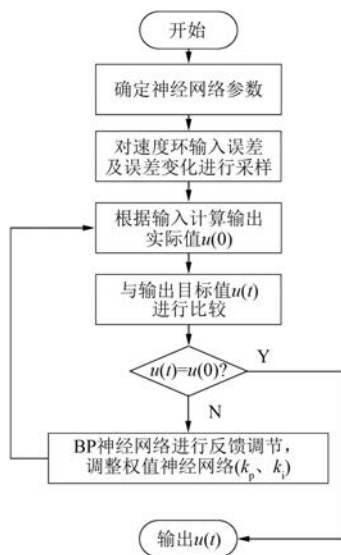 开始
确定神经网络参数
对速度环输入误差
及误差变化进行采样
根据输入计算输出
实际值u(0)
与输出目标值u(t)
进行比较
u(t)=u(0)?
Y
N
BP神经网络进行反馈调节，
调整权值神经网络(kp、ki)
输出u(t)